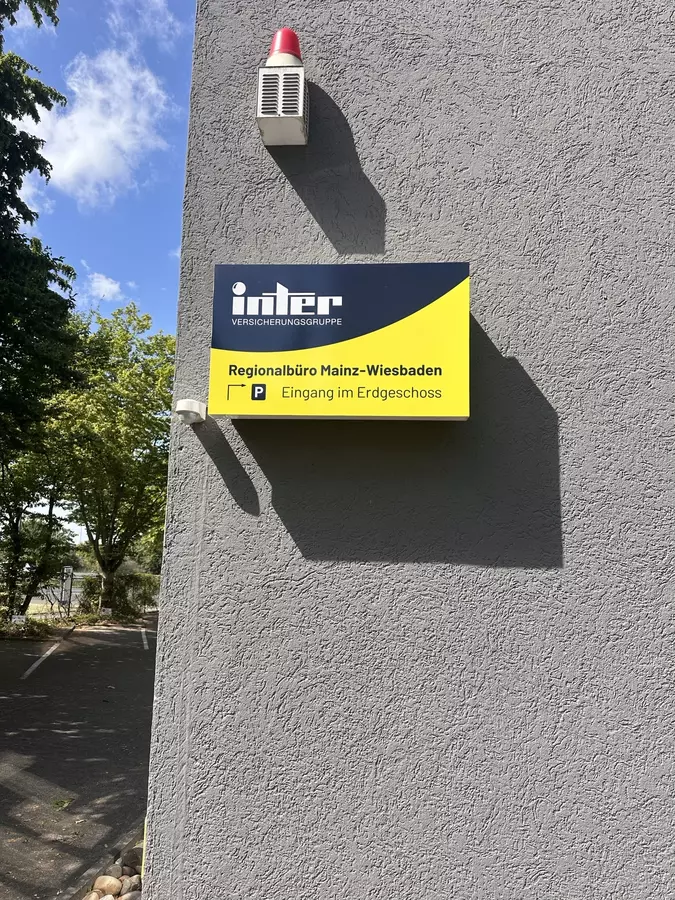 inter
VERSICHERUNGSGRUPPE
Regionalbüro Mainz-Wiesbaden
P Eingang im Erdgeschoss